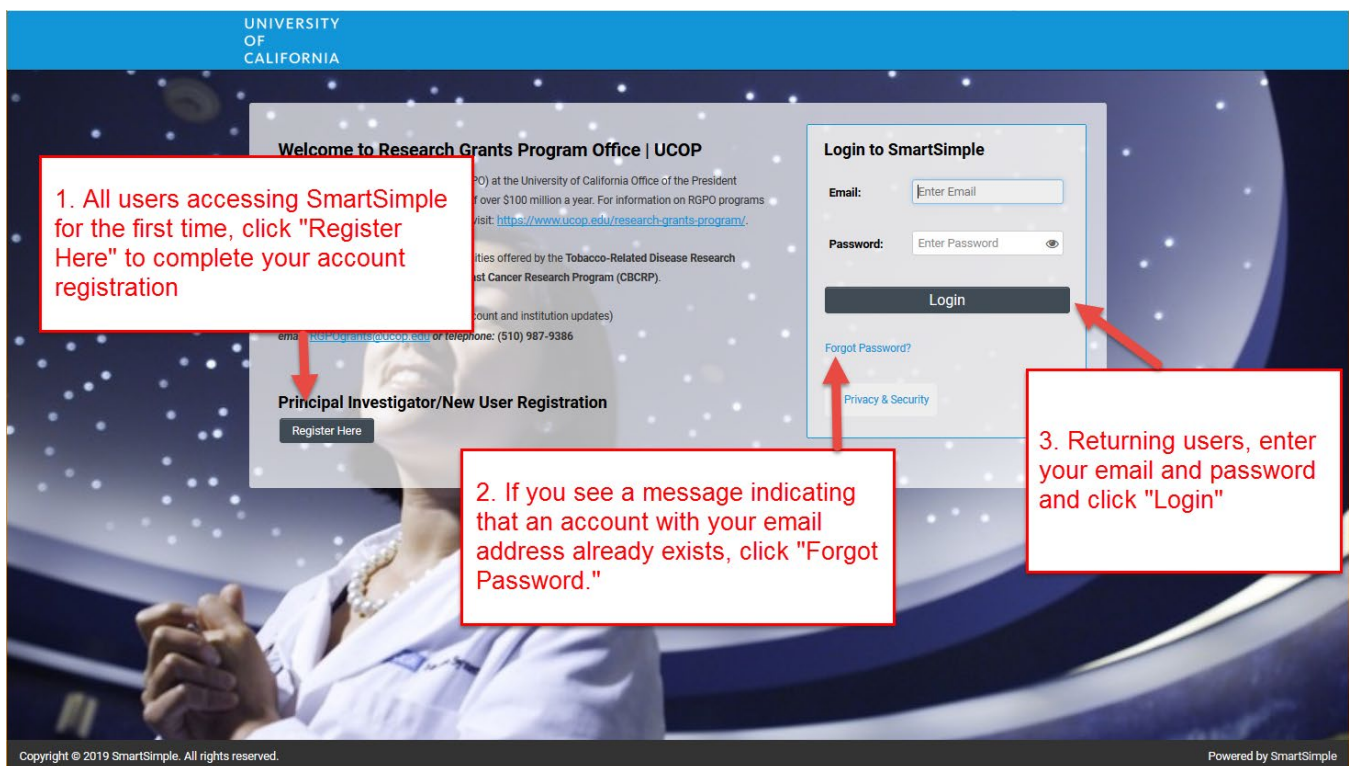 UNIVERSITY
OF
CALIFORNIA
Welcome to Research Grants Program Office | UCOP
PO) at the University of California Office of the President
f over $100 million a year. For information on RGPO programs
visit: https://www.ucop.edu/research-grants-program/.
ities offered by the Tobacco-Related Disease Research
st Cancer Research Program (CBCRP).
count and institution updates)
RGPOgrants@ucop.edu or telephone: (510) 987-9386
Principal Investigator/New User Registration
Register Here
1. All users accessing SmartSimple
for the first time, click "Register
Here" to complete your account
registration
Login to SmartSimple
Email: Enter Email
Password: Enter Password
Login
Forgot Password?
Privacy & Security
2. If you see a message indicating
that an account with your email
address already exists, click "Forgot
Password."
3. Returning users, enter
your email and password
and click "Login"
Copyright © 2019 SmartSimple. All rights reserved.
Powered by SmartSimple